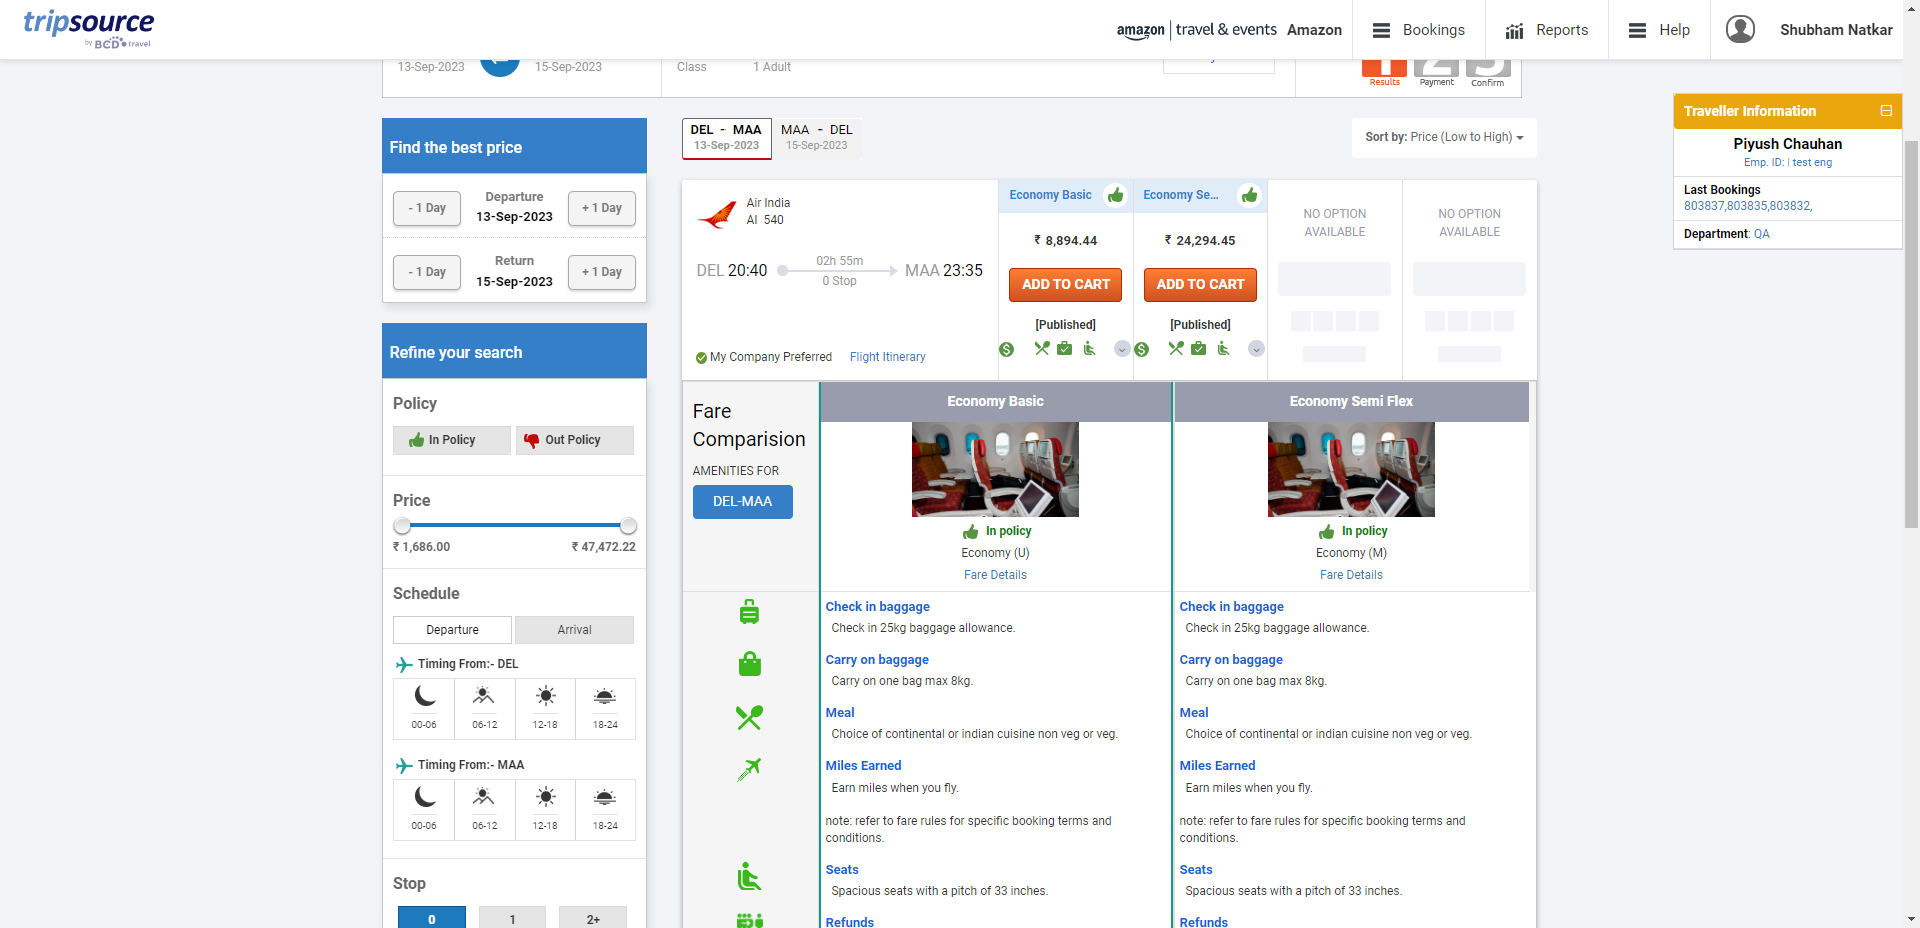 tripsource
by BCD travel
amazon | travel & events Amazon
Bookings
Reports
Help
Shubham Natkar
13-Sep-2023
15-Sep-2023
Class
1 Adult
1 2 3
Results
Payment
Confirm
Traveller Information
Piyush Chauhan
Emp. ID: | test eng
Last Bookings
803837,803835,803832,
Department: QA
Find the best price
- 1 Day
Departure
13-Sep-2023
+ 1 Day
- 1 Day
Return
15-Sep-2023
+ 1 Day
Refine your search
Policy
In Policy
Out Policy
Price
₹ 1,686.00
₹ 47,472.22
Schedule
Departure
Arrival
Timing From:- DEL
00-06
06-12
12-18
18-24
Timing From:- MAA
00-06
06-12
12-18
18-24
Stop
0
1
2+
DEL - MAA
13-Sep-2023
MAA - DEL
15-Sep-2023
Sort by: Price (Low to High)
Air India
AI 540
DEL 20:40
02h 55m
0 Stop
MAA 23:35
My Company Preferred
Flight Itinerary
Economy Basic
₹ 8,894.44
ADD TO CART
[Published]
Economy Se...
₹ 24,294.45
ADD TO CART
[Published]
NO OPTION
AVAILABLE
NO OPTION
AVAILABLE
Fare
Comparision
AMENITIES FOR
DEL-MAA
Economy Basic
In policy
Economy (U)
Fare Details
Economy Semi Flex
In policy
Economy (M)
Fare Details
Check in baggage
Check in 25kg baggage allowance.
Carry on baggage
Carry on one bag max 8kg.
Meal
Choice of continental or indian cuisine non veg or veg.
Miles Earned
Earn miles when you fly.
note: refer to fare rules for specific booking terms and
conditions.
Seats
Spacious seats with a pitch of 33 inches.
Refunds
Check in baggage
Check in 25kg baggage allowance.
Carry on baggage
Carry on one bag max 8kg.
Meal
Choice of continental or indian cuisine non veg or veg.
Miles Earned
Earn miles when you fly.
note: refer to fare rules for specific booking terms and
conditions.
Seats
Spacious seats with a pitch of 33 inches.
Refunds